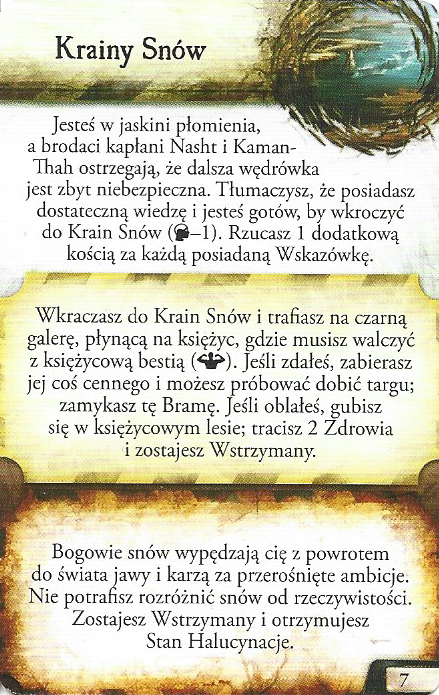 Krainy Snów
Jesteś w jaskini płomienia,
a brodaci kapłani Nasht i Kaman-
Thah ostrzegają, że dalsza wędrówka
jest zbyt niebezpieczna. Tłumaczysz, że posiadasz
dostateczną wiedzę i jesteś gotów, by wkroczyć
do Krain Snów (–1). Rzucasz 1 dodatkową
kością za każdą posiadaną Wskazówkę.
Wkraczasz do Krain Snów i trafiasz na czarną
galerę, płynącą na księżyc, gdzie musisz walczyć
z księżycową bestią (). Jeśli zdałeś, zabierasz
jej coś cennego i możesz próbować dobić targu;
zamykasz tę Bramę. Jeśli oblałeś, gubisz
się w księżycowym lesie; tracisz 2 Zdrowia
i zostajesz Wstrzymany.
Bogowie snów wypędzają cię z powrotem
do świata jawy i karzą za przerośnięte ambicje.
Nie potrafisz rozróżnić snów od rzeczywistości.
Zostajesz Wstrzymany i otrzymujesz
Stan Halucynacje.
7